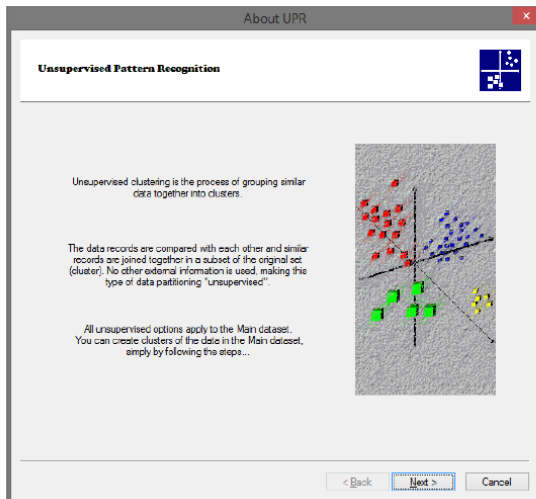 About UPR
x
Unsupervised Pattern Recognition
Unsupervised clustering is the process of grouping similar
data together into clusters.
The data records are compared with each other and similar
records are joined together in a subset of the original set
(cluster). No other external information is used, making this
type of data partitioning "unsupervised".
All unsupervised options apply to the Main dataset.
You can create clusters of the data in the Main dataset,
simply by following the steps...
< Back
Next >
Cancel